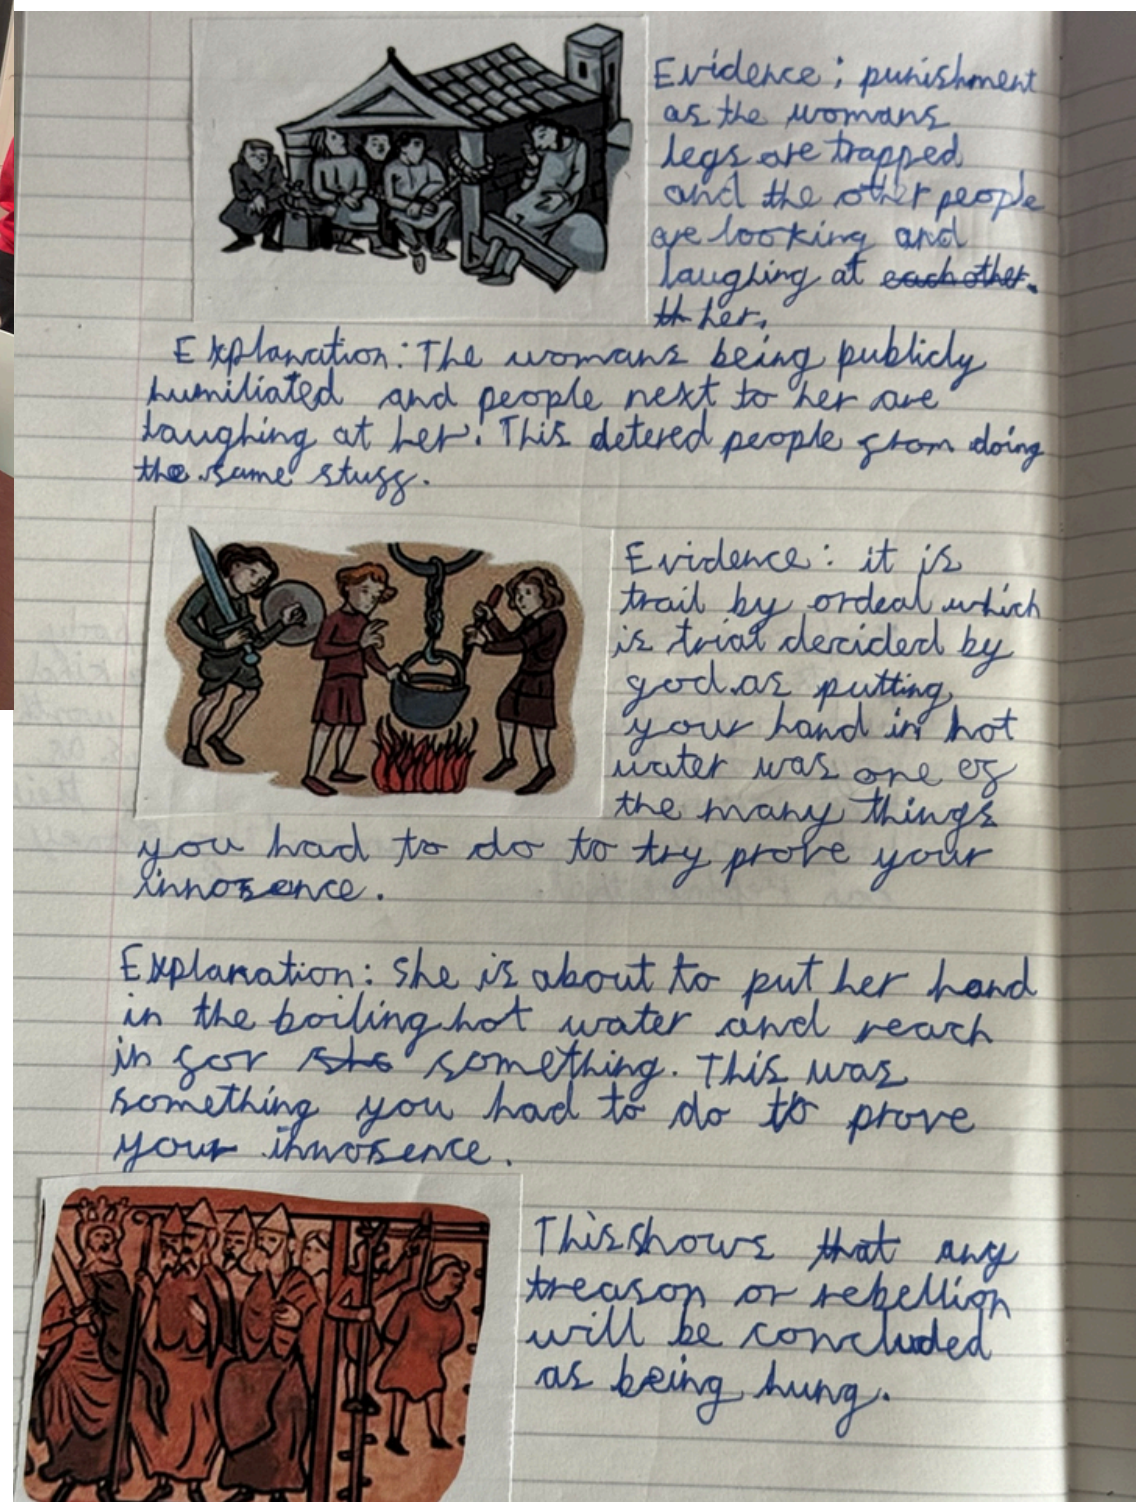 Evidence; punishment
as the womans
legs are trapped
and the other people
are looking and
laughing at each other.
th her.
Explanation: The womans being publicly
humiliated and people next to her are
laughing at her. This detered people from doing
the same stuff.
Evidence: it is
trail by ordeal which
is trial decided by
god as putting
your hand in hot
water was one of
the many things
you had to do to try prove your
innosence.
Explanation: she is about to put her hand
in the boiling hot water and reach
in for she something. This was
something you had to do to prove
your innosence.
This shows that any
treason or rebellion
will be concluded
as being hung.